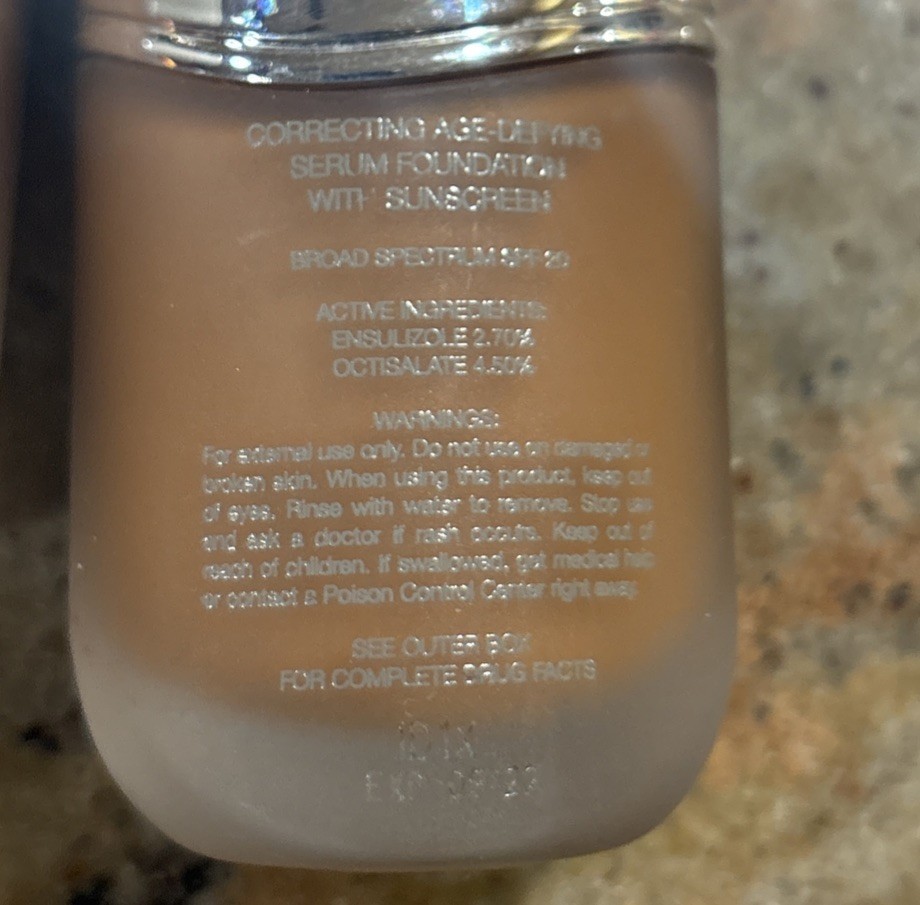 CORRECTING AGE-DEFYING
SERUM FOUNDATION
WITH SUNSCREEN
BROAD SPECTRUM SPF 20
ACTIVE INGREDIENTS:
ENSULIZOLE 2.70%
OCTISALATE 4.50%
WARNINGS:
For external use only. Do not use on damaged or
broken skin. When using this product, keep out
of eyes. Rinse with water to remove. Stop use
and ask a doctor if rash occurs. Keep out of
reach of children. If swallowed, get medical help
or contact a Poison Control Center right away.
SEE OUTER BOX
FOR COMPLETE DRUG FACTS
EXP